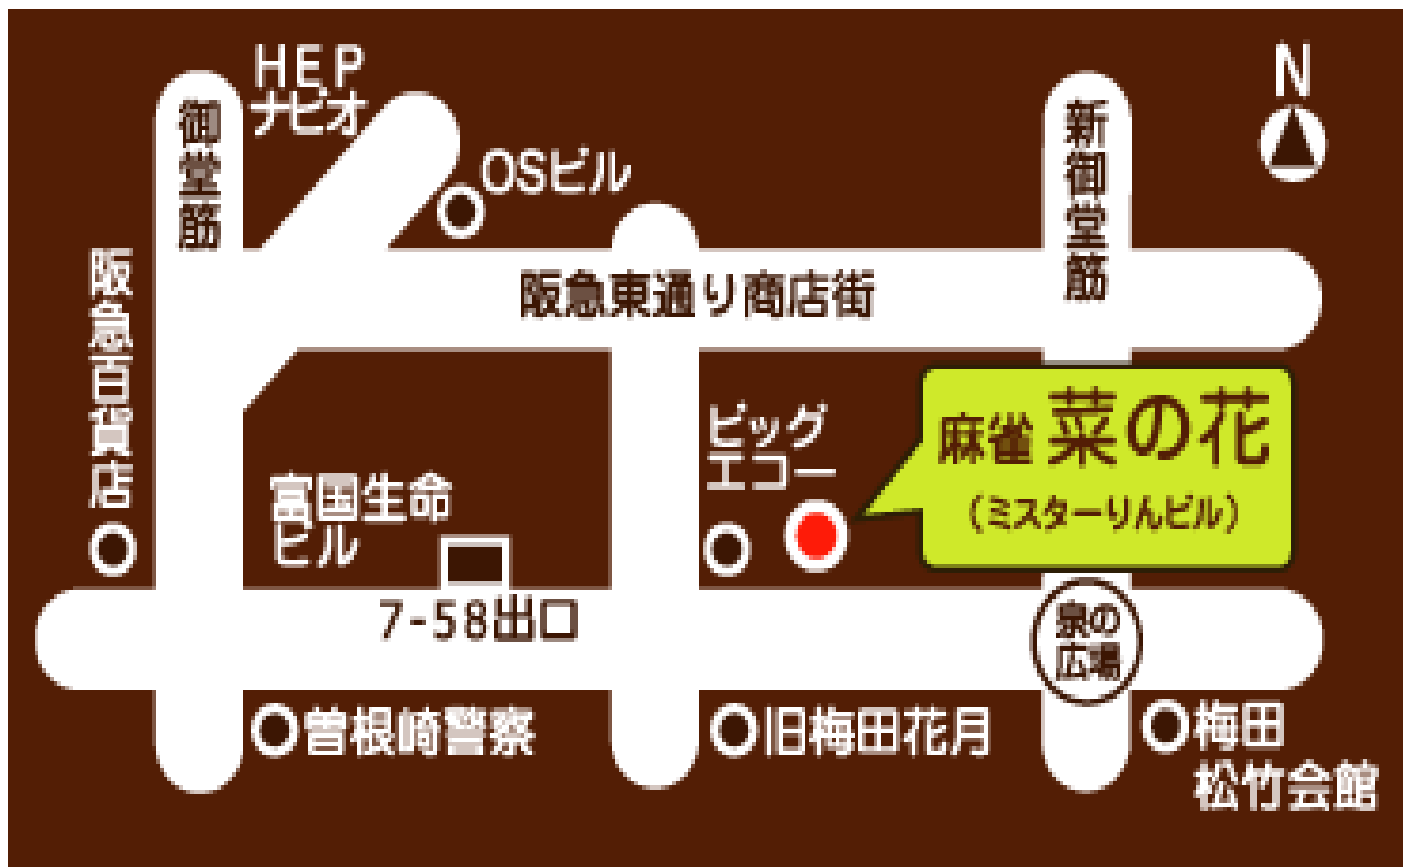 HEP
ナビオ
N
御堂筋
新御堂筋
OSビル
阪急百貨店
阪急東通り商店街
ビッグ
エコー
麻雀 菜の花
(ミスターりんビル)
富国生命
ビル
7-58出口
泉の
広場
曽根崎警察
旧梅田花月
梅田
松竹会館